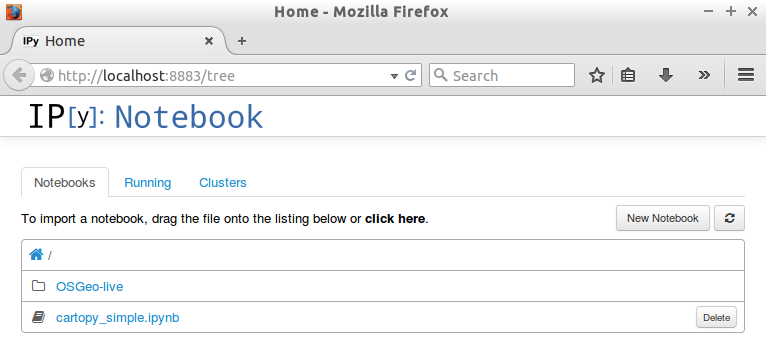 Home - Mozilla Firefox
IPy Home
http://localhost:8883/tree
Search
IP[y]: Notebook
Notebooks Running Clusters
To import a notebook, drag the file onto the listing below or click here.
New Notebook
/
OSGeo-live
cartopy_simple.ipynb
Delete